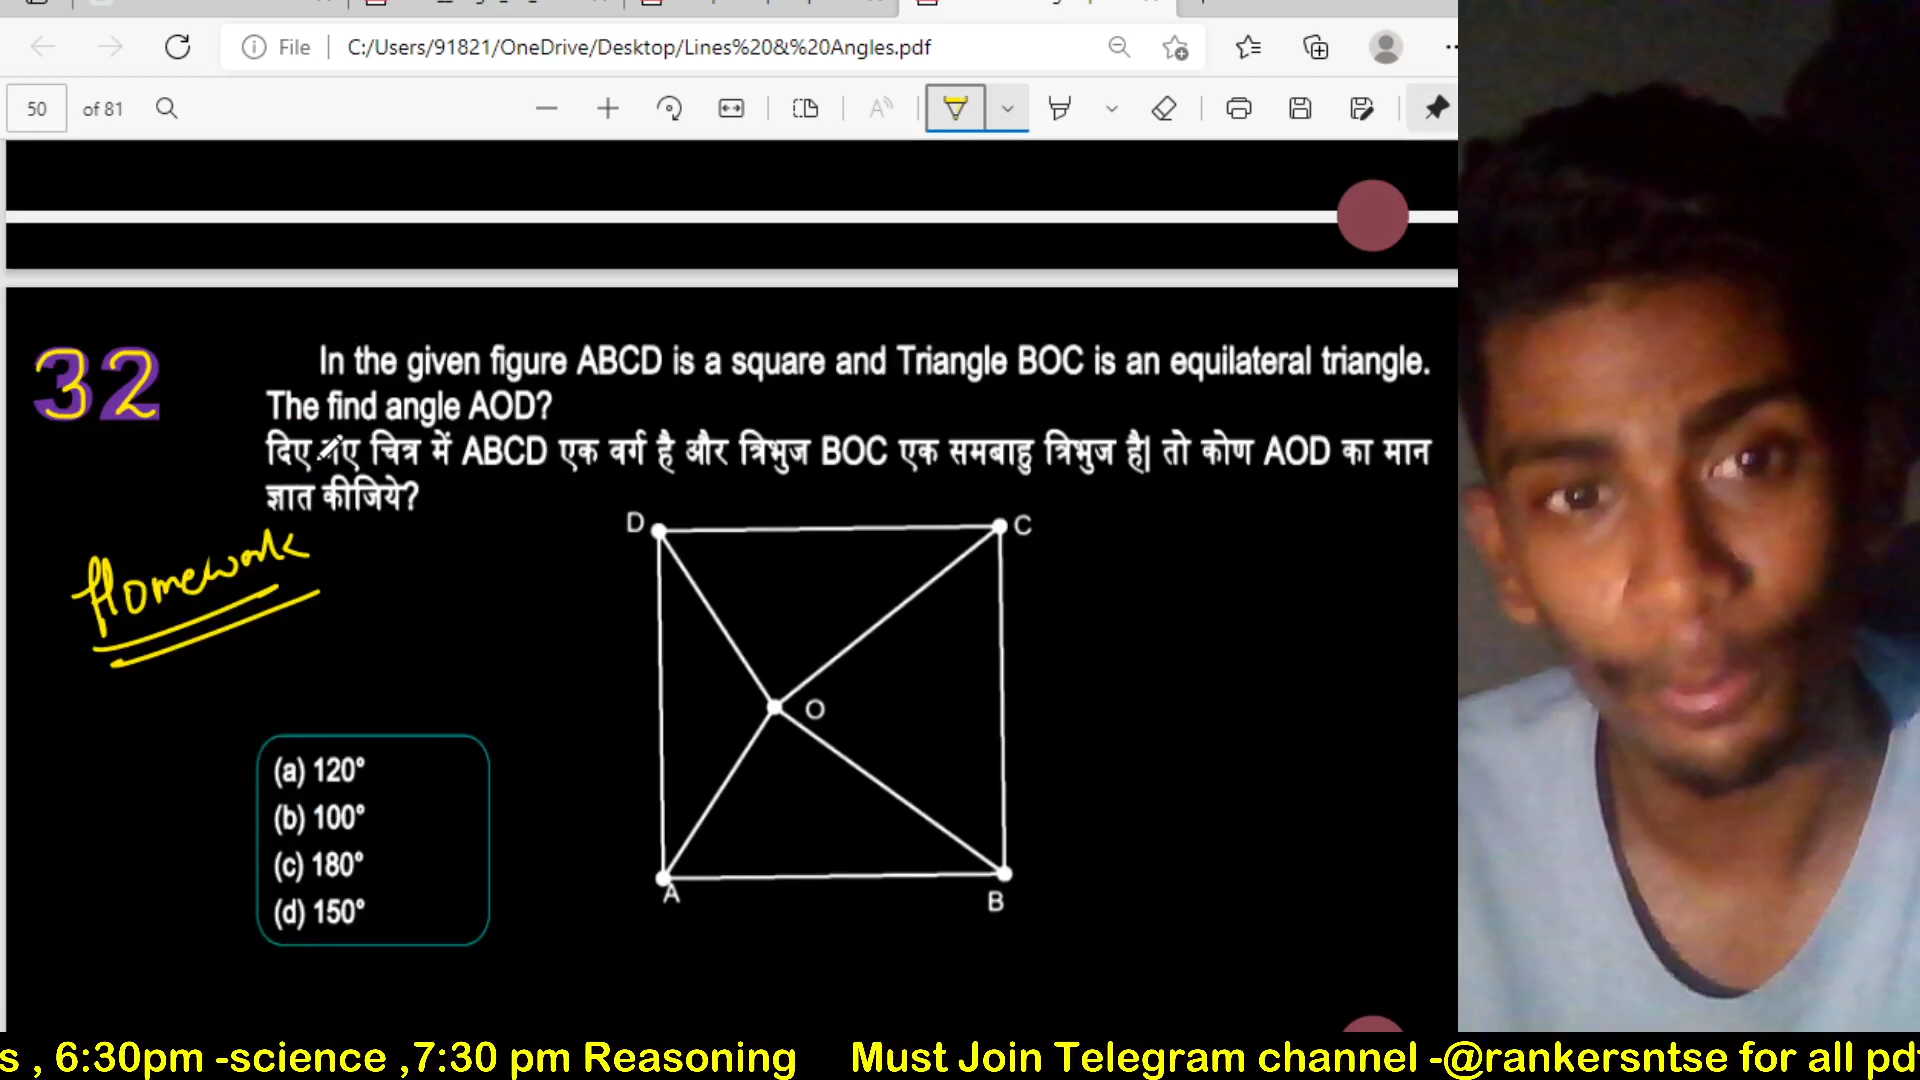 File
C:/Users/91821/OneDrive/Desktop/Lines%20&%20Angles.pdf
50 of 81
32
In the given figure ABCD is a square and Triangle BOC is an equilateral triangle.
The find angle AOD?
दिए गए चित्र में ABCD एक वर्ग है और त्रिभुज BOC एक समबाहु त्रिभुज है| तो कोण AOD का मान
ज्ञात कीजिये?
Homework
D
C
O
A
B
(a) 120°
(b) 100°
(c) 180°
(d) 150°
s , 6:30pm -science ,7:30 pm Reasoning Must Join Telegram channel -@rankersntse for all pd